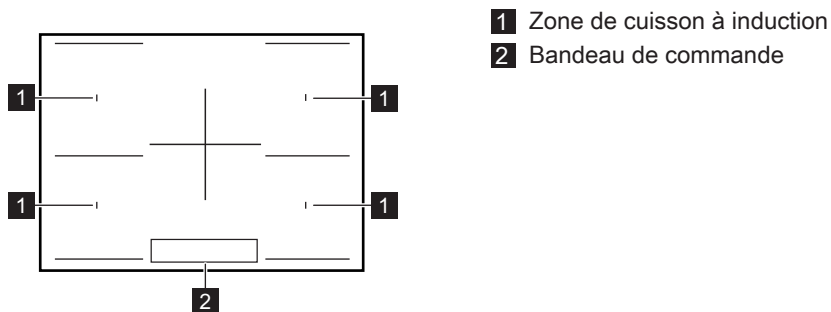 1 Zone de cuisson à induction
2 Bandeau de commande
1 1
1 1
2